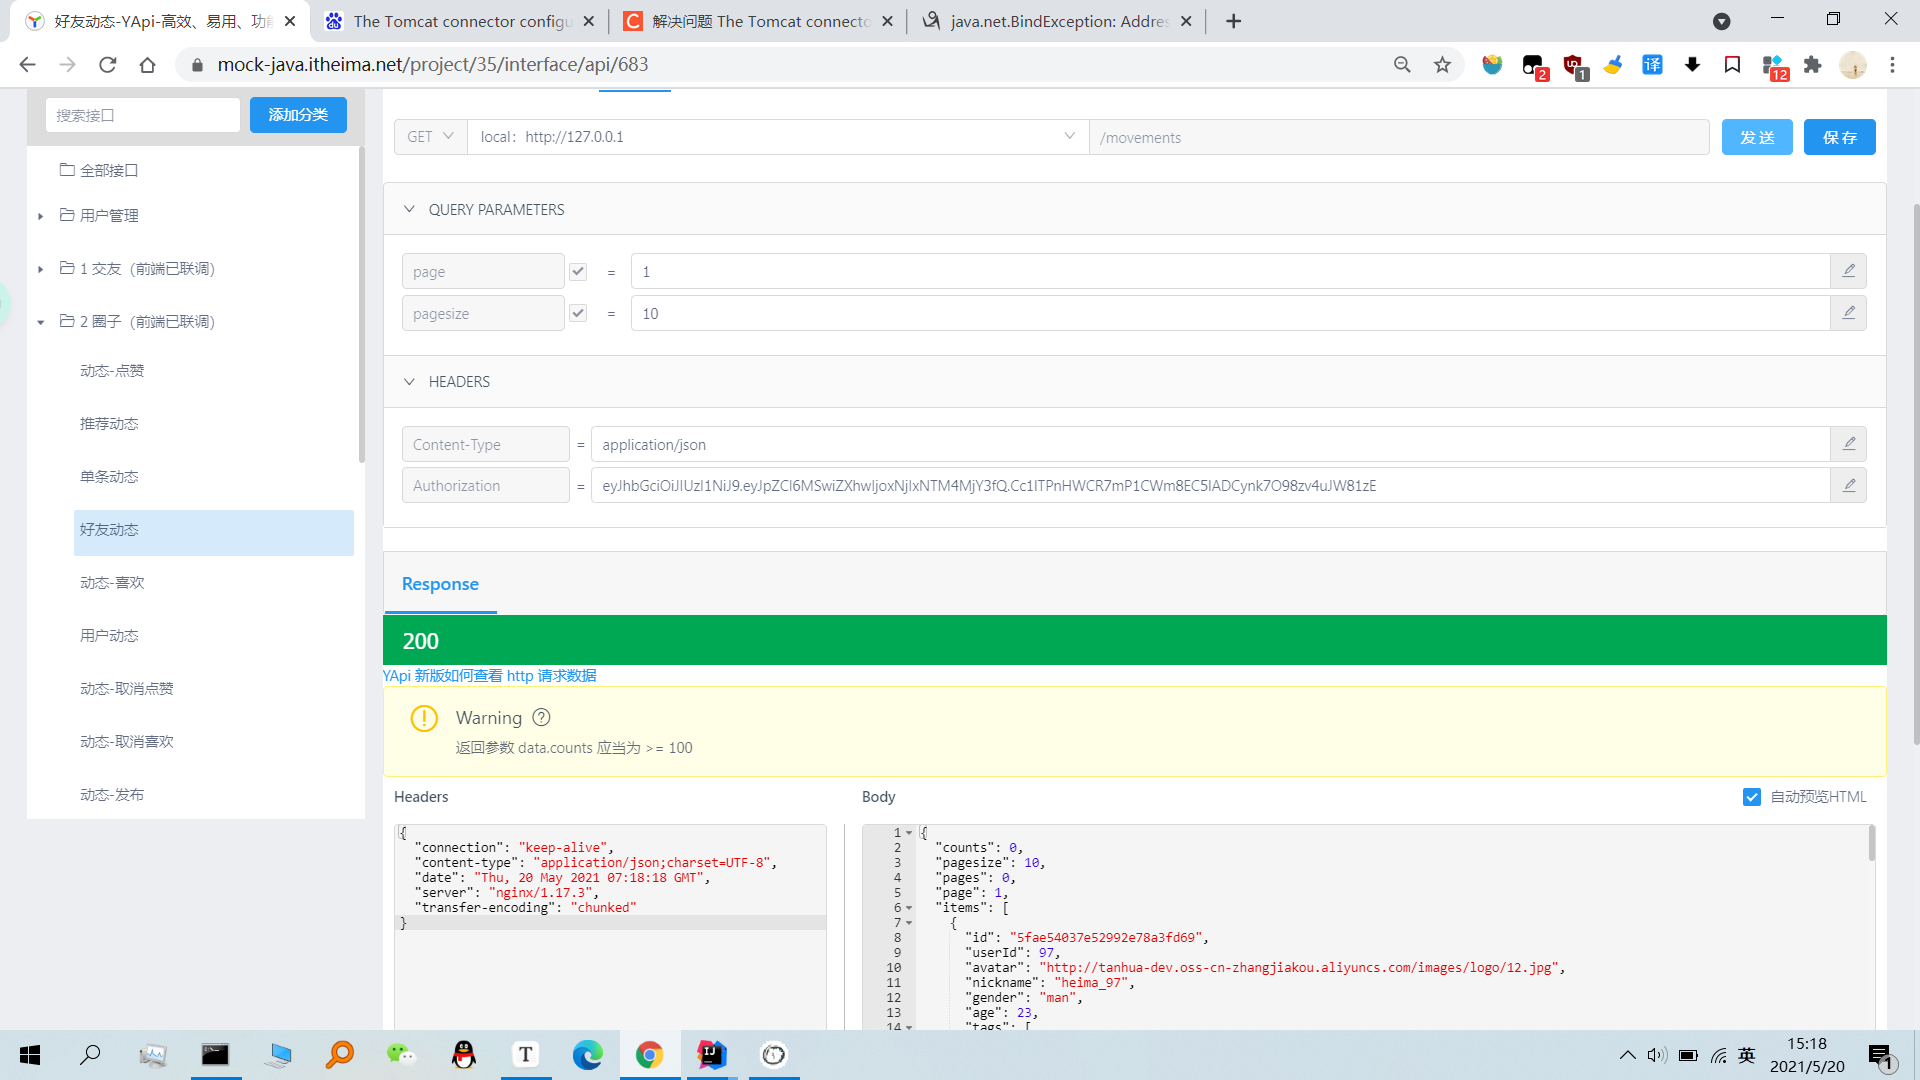 好友动态-YApi-高效、易用、功能
The Tomcat connector configu
解决问题 The Tomcat connecto
java.net.BindException: Addres
mock-java.itheima.net/project/35/interface/api/683
2
1
译
12
搜索接口
添加分类
全部接口
用户管理
1 交友（前端已联调）
2 圈子（前端已联调）
动态-点赞
推荐动态
单条动态
好友动态
动态-喜欢
用户动态
动态-取消点赞
动态-取消喜欢
动态-发布
GET
local：http://127.0.0.1
/movements
发 送
保 存
QUERY PARAMETERS
page = 1
pagesize = 10
HEADERS
Content-Type = application/json
Authorization =
Response
200
YApi 新版如何查看 http 请求数据
Warning
返回参数 data.counts 应当为 >= 100
Headers
{
"connection": "keep-alive",
"content-type": "application/json;charset=UTF-8",
"date": "Thu, 20 May 2021 07:18:18 GMT",
"server": "nginx/1.17.3",
"transfer-encoding": "chunked"
}
Body
自动预览HTML
1 {
2 "counts": 0,
3 "pagesize": 10,
4 "pages": 0,
5 "page": 1,
6 "items": [
7 {
8 "id": "5fae54037e52992e78a3fd69",
9 "userId": 97,
10 "avatar": "http://tanhua-dev.oss-cn-zhangjiakou.aliyuncs.com/images/logo/12.jpg",
11 "nickname": "heima_97",
12 "gender": "man",
13 "age": 23,
14 "tags": [
英
15:18
2021/5/20
1